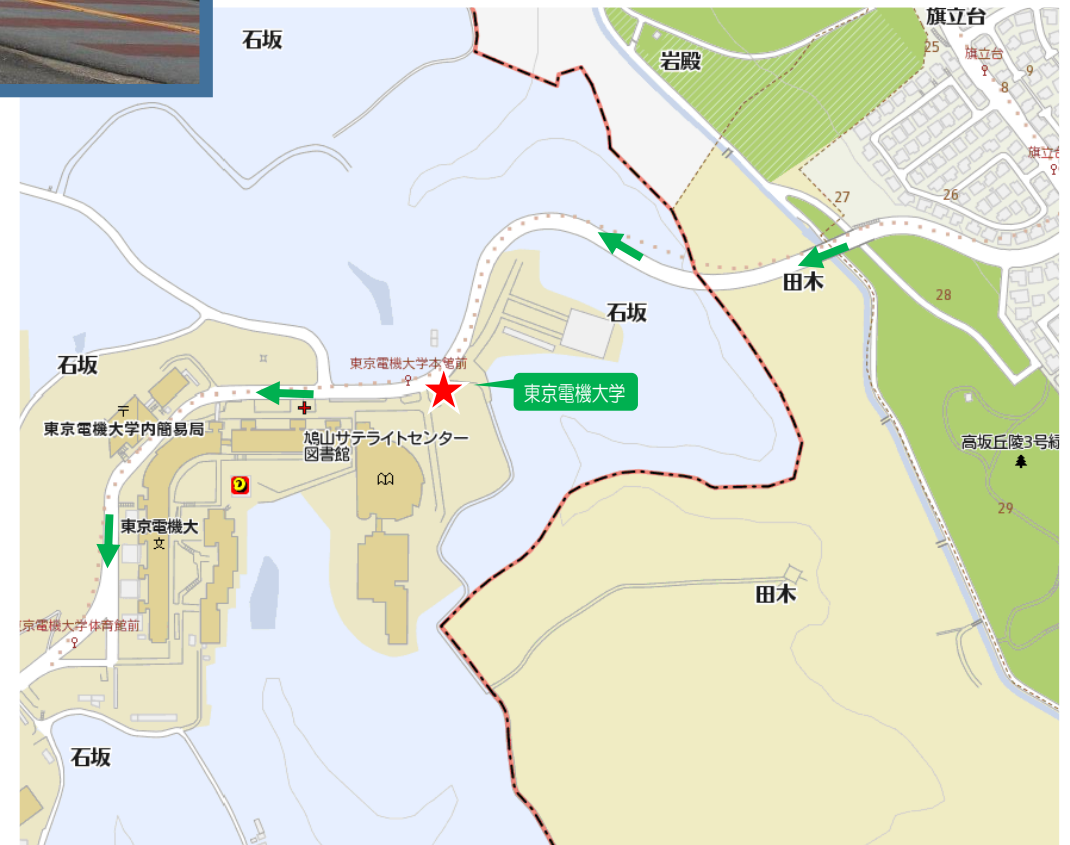 石坂
旗立台
岩殿
25
旗立台
9
8
旗立台
27
26
田木
28
石坂
石坂
東京電機大学本館前
東京電機大学
〒
東京電機大学内簡易局
鳩山サテライトセンター
図書館
高坂丘陵3号緑
29
東京電機大
文
田木
京電機大学体育館前
石坂